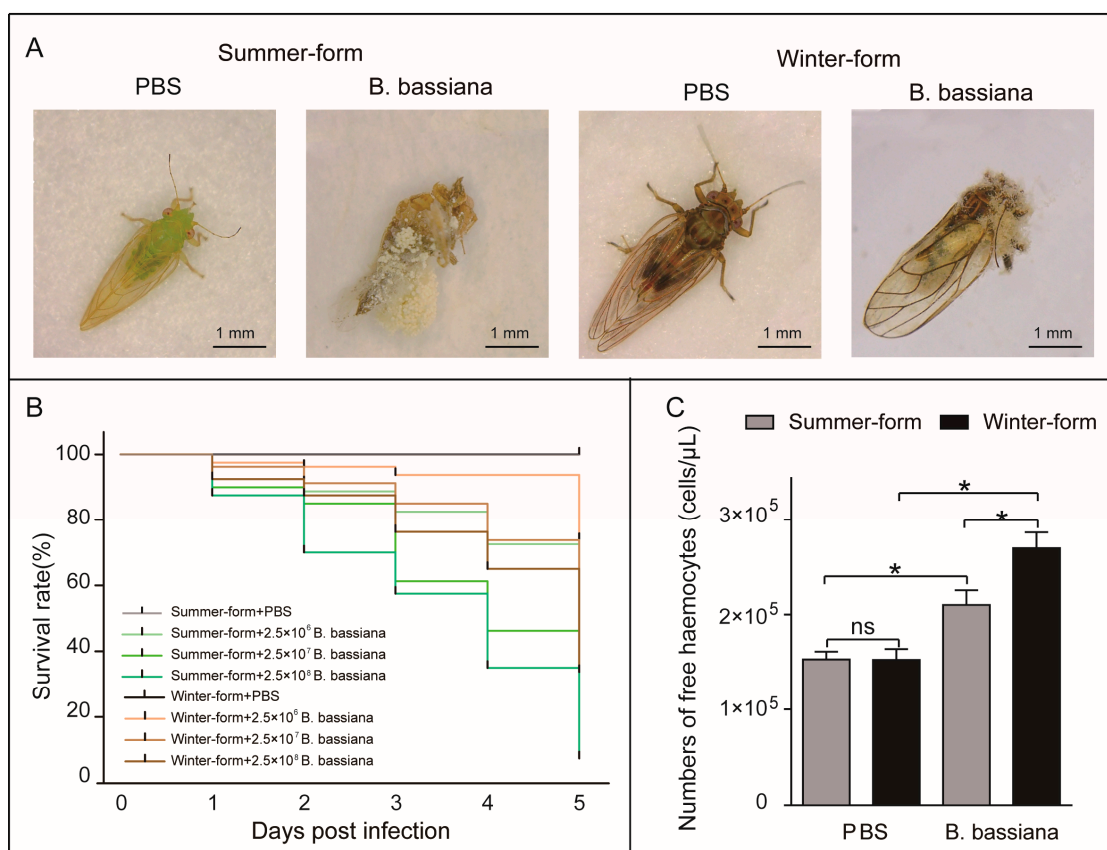 A
Summer-form
Winter-form
PBS
B. bassiana
PBS
B. bassiana
1 mm
1 mm
1 mm
1 mm
B
Survival rate(%)
100
80
60
40
20
0
Summer-form+PBS
Summer-form+2.5×10⁶ B. bassiana
Summer-form+2.5×10⁷ B. bassiana
Summer-form+2.5×10⁸ B. bassiana
Winter-form+PBS
Winter-form+2.5×10⁶ B. bassiana
Winter-form+2.5×10⁷ B. bassiana
Winter-form+2.5×10⁸ B. bassiana
0 1 2 3 4 5
Days post infection
C
Summer-form
Winter-form
Numbers of free haemocytes (cells/μL)
3×10⁵
2×10⁵
1×10⁵
0
*
*
*
ns
PBS
B. bassiana